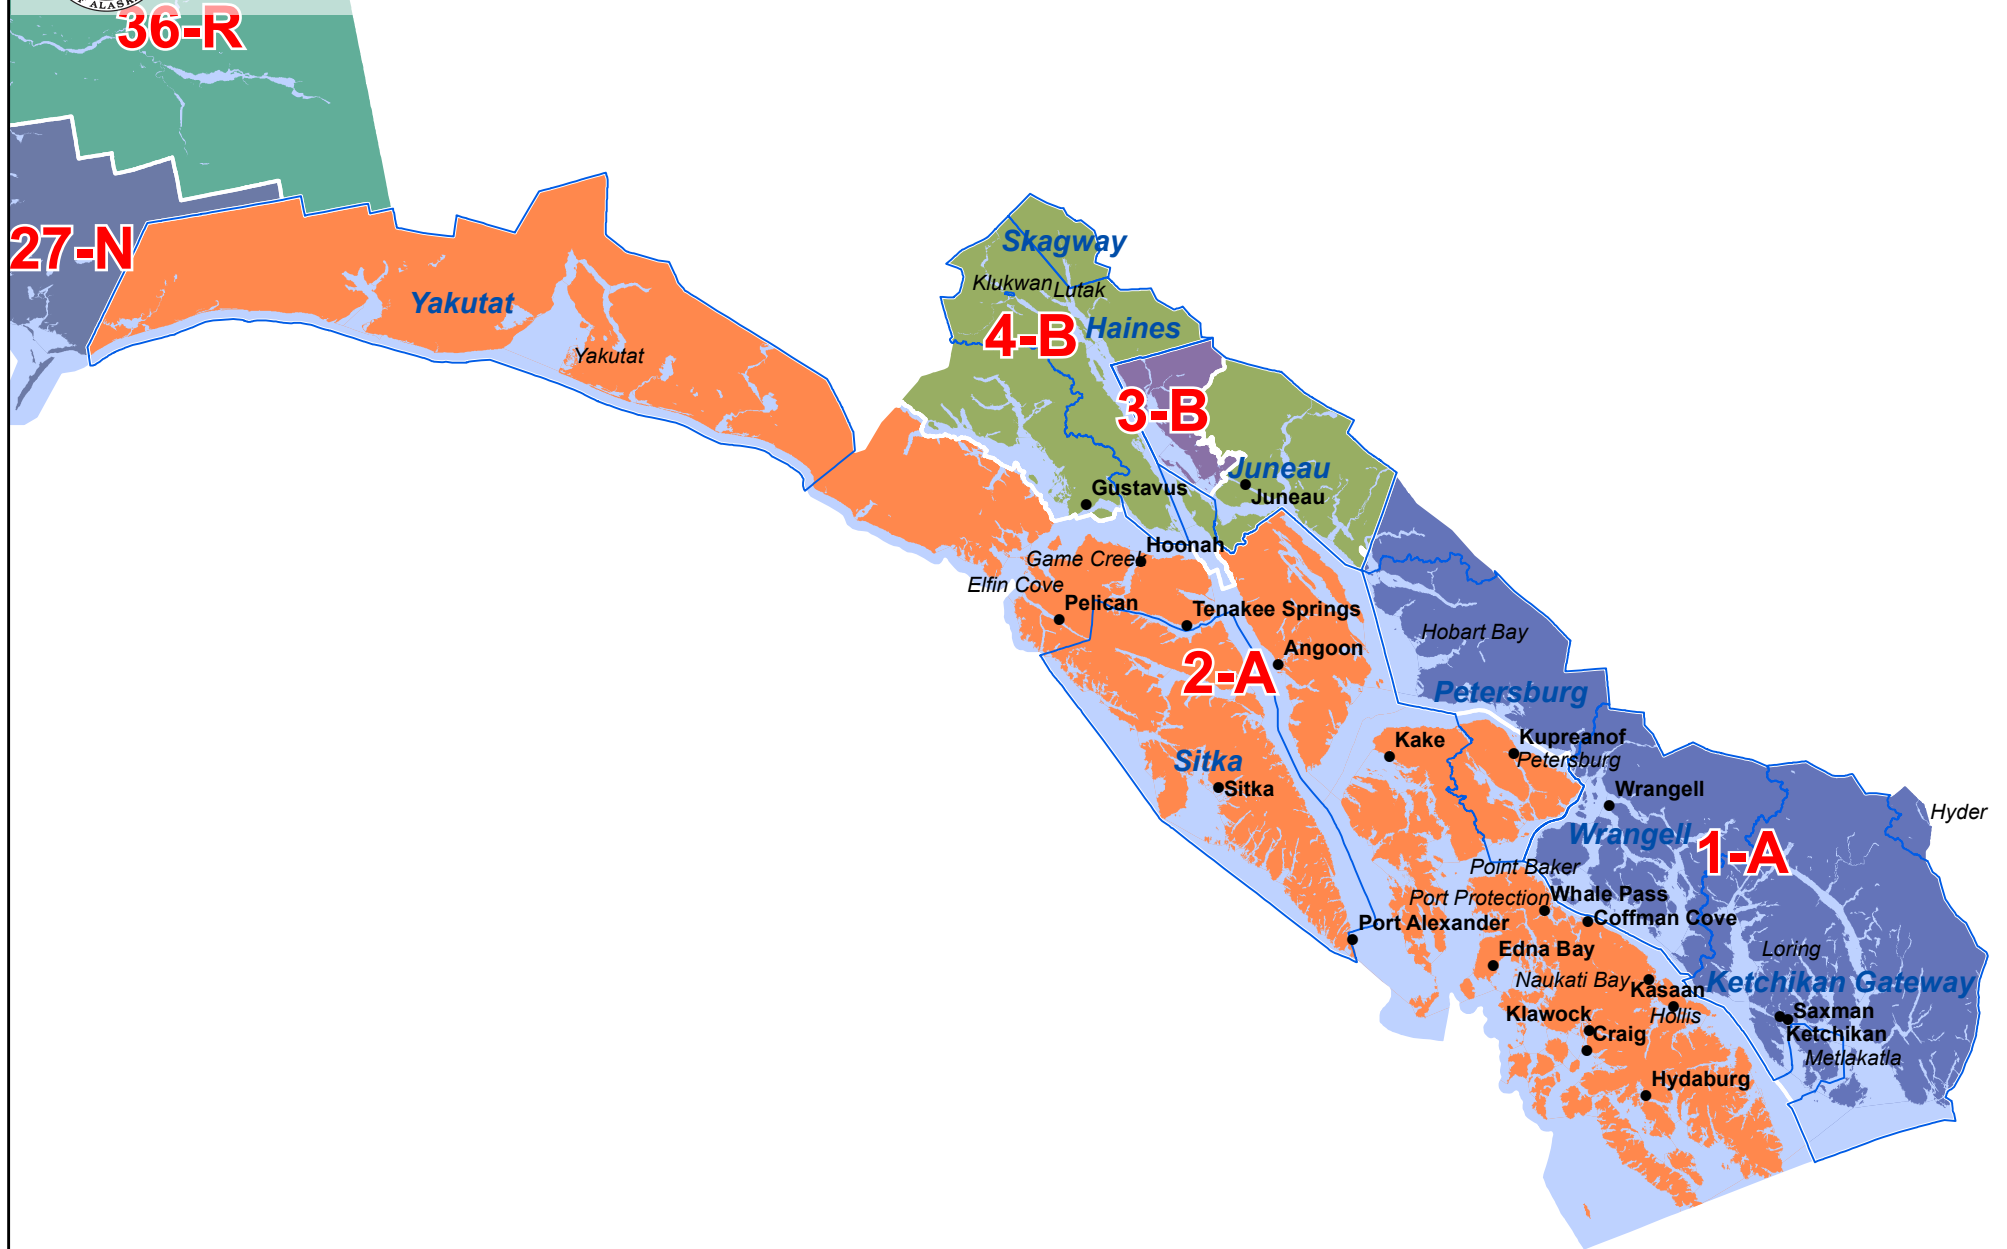 OF ALASKA
36-R
Skagway
27-N
Klukwan
Lutak
Yakutat
Haines
4-B
Yakutat
3-B
Juneau
Gustavus
Juneau
Hoonah
Game Creek
Elfin Cove
Pelican
Tenakee Springs
Hobart Bay
Angoon
2-A
Petersburg
Kake
Kupreanof
Petersburg
Sitka
Sitka
Wrangell
Hyder
Wrangell
1-A
Point Baker
Port Protection
Whale Pass
Port Alexander
Coffman Cove
Edna Bay
Loring
Naukati Bay
Kasaan
Ketchikan Gateway
Klawock
Hollis
Saxman
Craig
Ketchikan
Metlakatla
Hydaburg